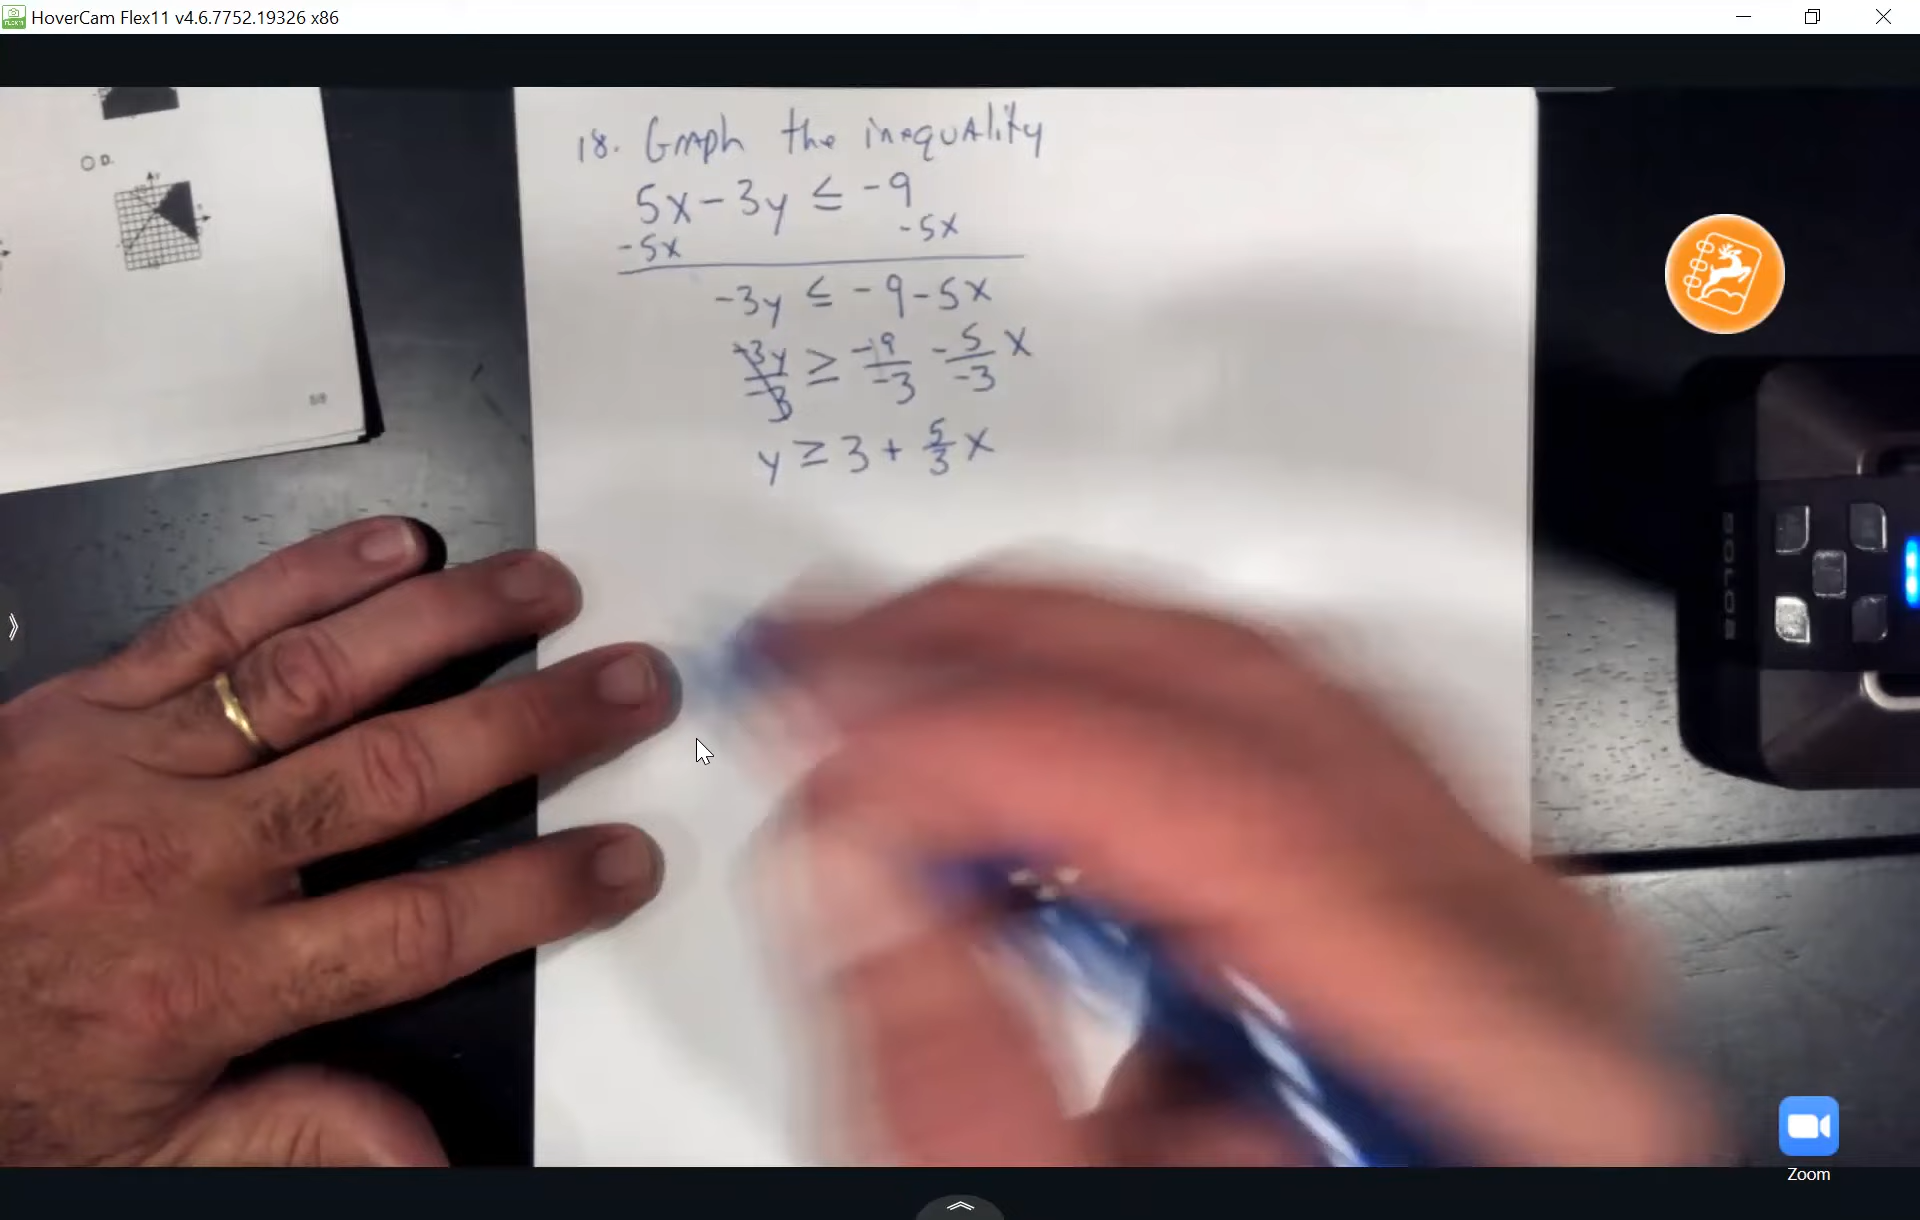 HoverCam Flex11 v4.6.7752.19326 x86
D.
18. Graph the inequality
5x - 3y ≤ -9
-5x -5x
-3y ≤ -9 - 5x
-3y/-3 ≥ -9/-3 - 5/-3 x
y ≥ 3 + 5/3 x
Zoom